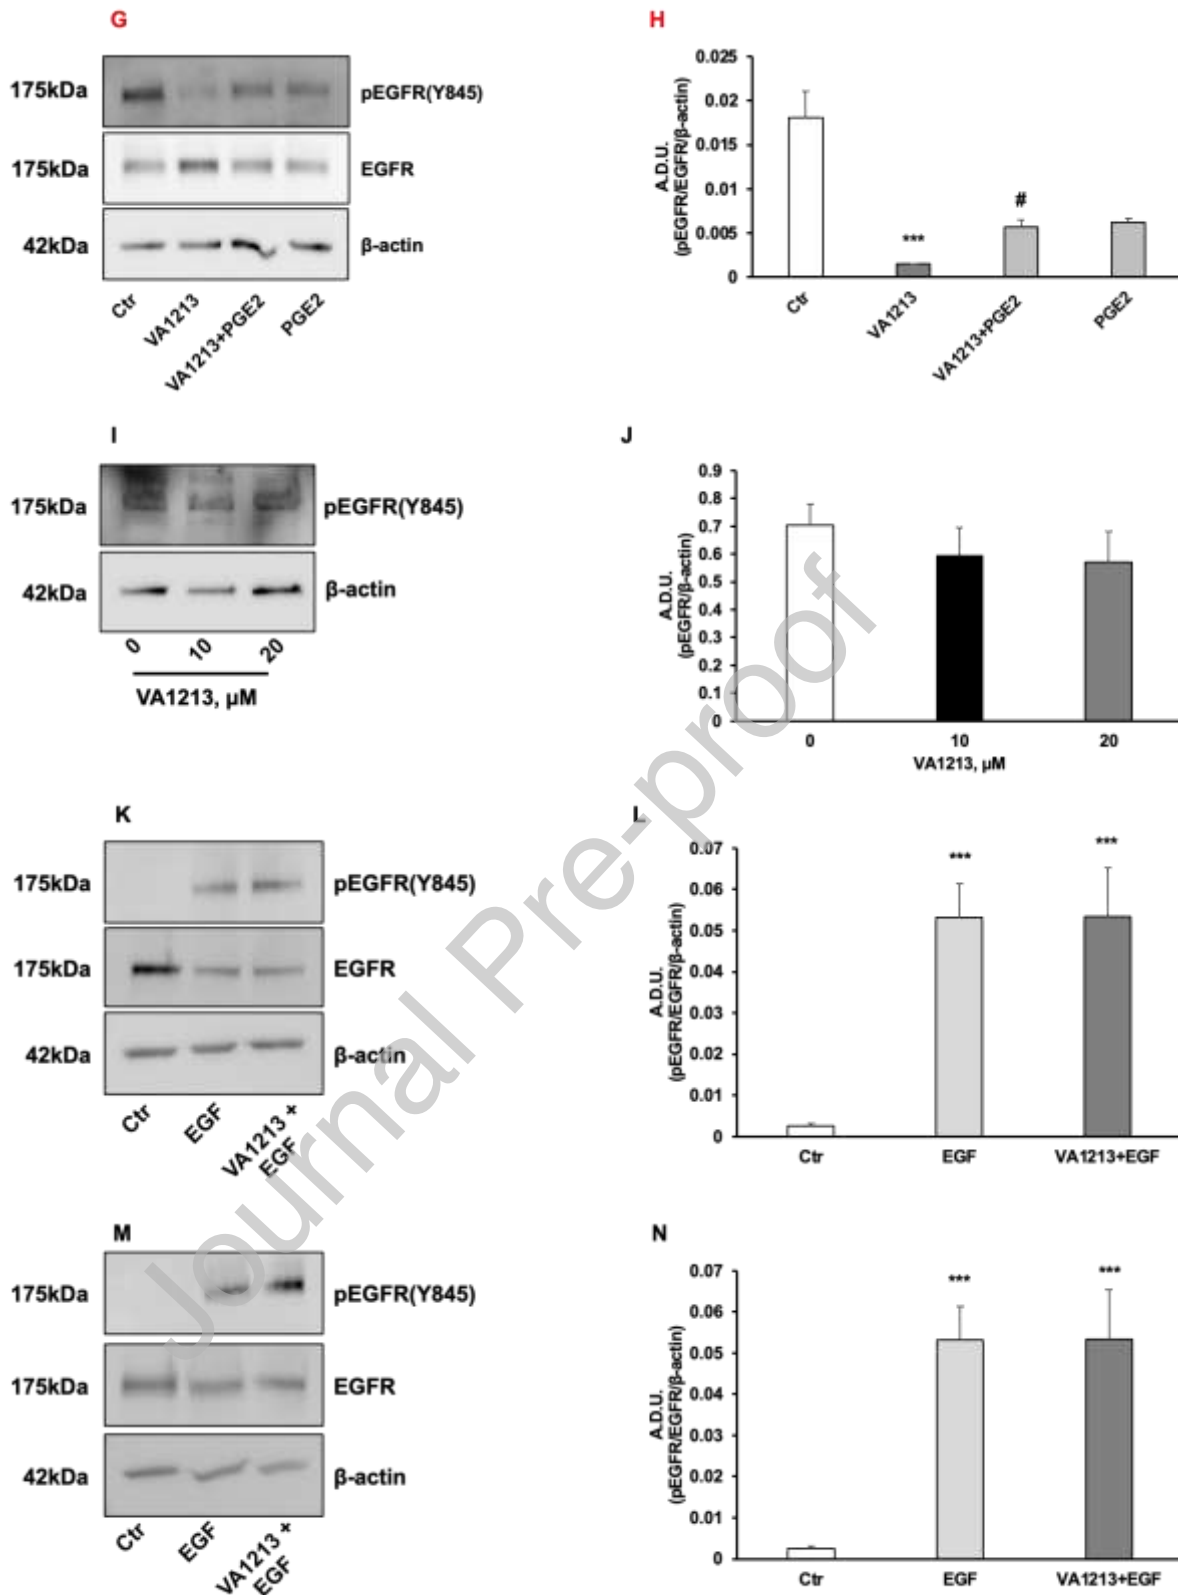 G
175kDa
pEGFR(Y845)
175kDa
EGFR
42kDa
β-actin
Ctr
VA1213
VA1213+PGE2
PGE2
H
A.D.U.
(pEGFR/EGFR/β-actin)
0.025
0.02
0.015
0.01
0.005
0
***
#
Ctr
VA1213
VA1213+PGE2
PGE2
I
175kDa
pEGFR(Y845)
42kDa
β-actin
0
10
20
VA1213, µM
J
A.D.U.
(pEGFR/β-actin)
0.9
0.8
0.7
0.6
0.5
0.4
0.3
0.2
0.1
0
0
10
20
VA1213, µM
K
175kDa
pEGFR(Y845)
175kDa
EGFR
42kDa
β-actin
Ctr
EGF
VA1213 +
EGF
L
A.D.U.
(pEGFR/EGFR/β-actin)
0.07
0.06
0.05
0.04
0.03
0.02
0.01
0
***
***
Ctr
EGF
VA1213+EGF
M
175kDa
pEGFR(Y845)
175kDa
EGFR
42kDa
β-actin
Ctr
EGF
VA1213 +
EGF
N
A.D.U.
(pEGFR/EGFR/β-actin)
0.07
0.06
0.05
0.04
0.03
0.02
0.01
0
***
***
Ctr
EGF
VA1213+EGF
Journal Pre-proof